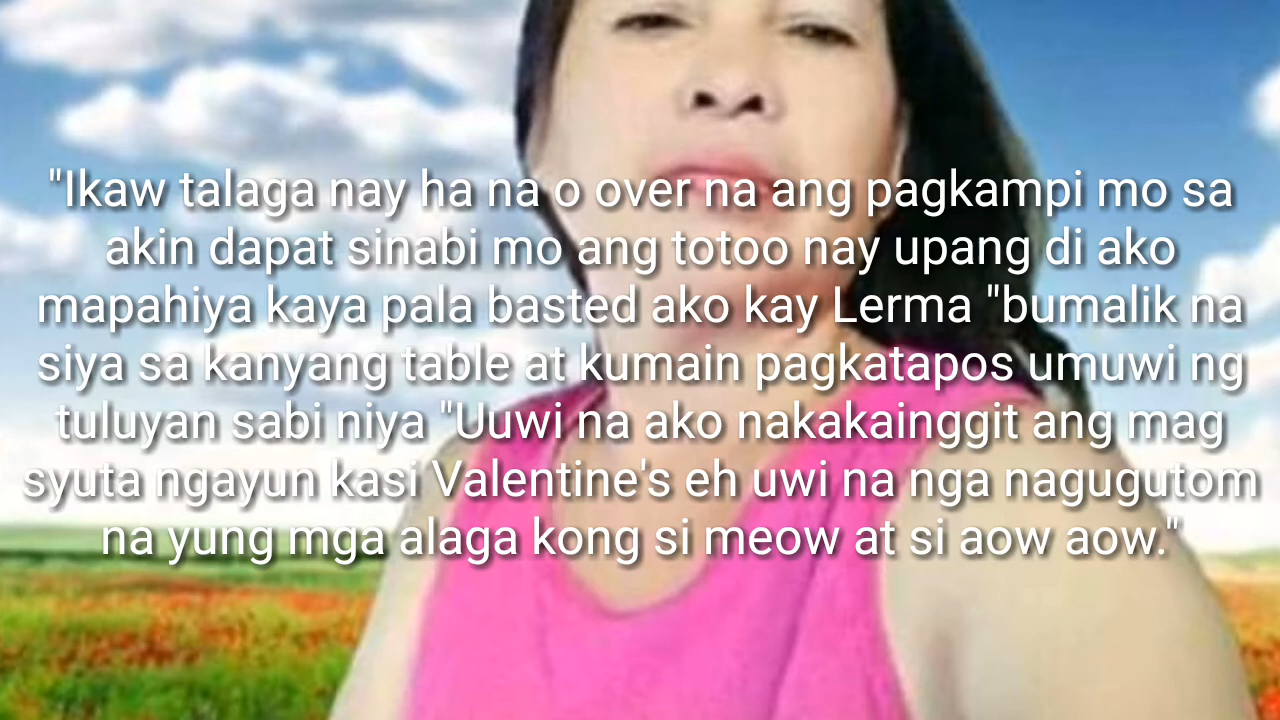 "Ikaw talaga nay ha na o over na ang pagkampi mo sa
akin dapat sinabi mo ang totoo nay upang di ako
mapahiya kaya pala basted ako kay Lerma "bumalik na
siya sa kanyang table at kumain pagkatapos umuwi ng
tuluyan sabi niya "Uuwi na ako nakakainggit ang mag
syuta ngayun kasi Valentine's eh uwi na nga nagugutom
na yung mga alaga kong si meow at si aow aow."